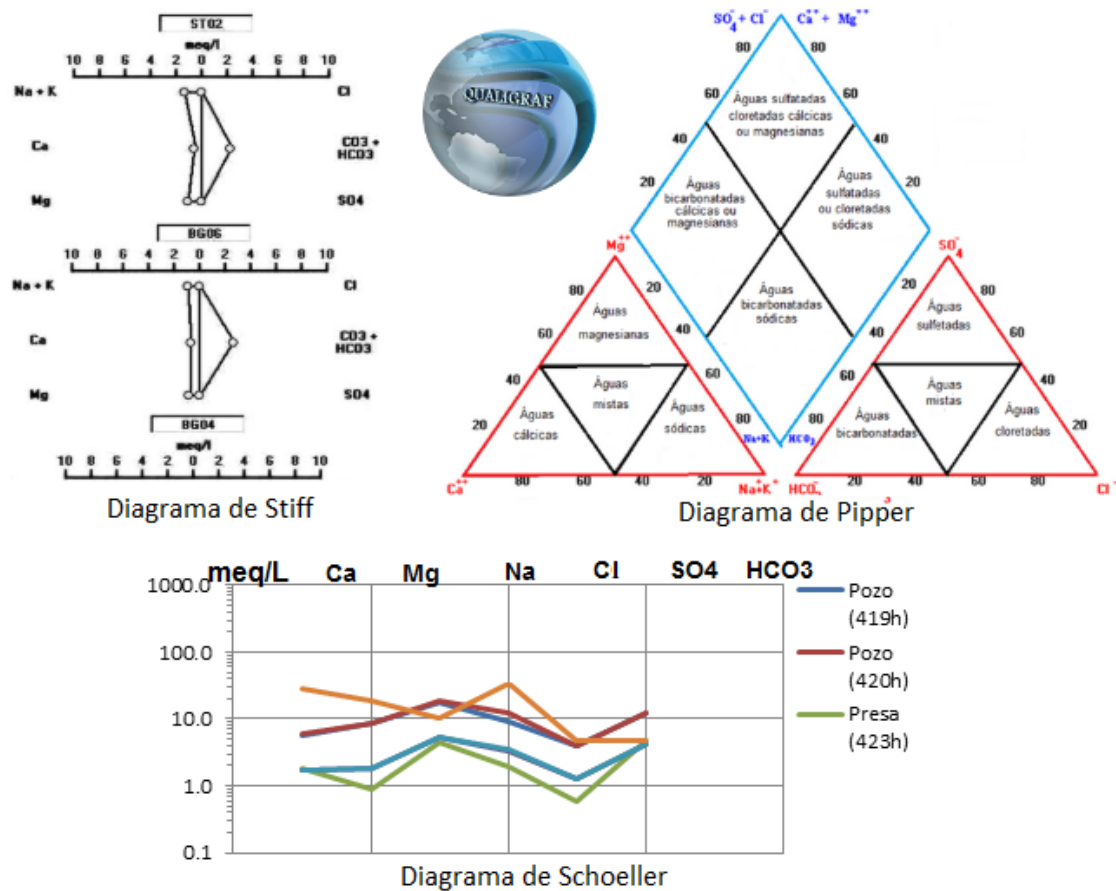 ST02
meq/l
10 8 6 4 2 0 2 4 6 8 10
Na + K Cl
Ca CO3 +
HCO3
Mg SO4
BG06
10 8 6 4 2 0 2 4 6 8 10
Na + K Cl
Ca CO3 +
HCO3
Mg SO4
BG04
meq/l
10 8 6 4 2 0 2 4 6 8 10
Diagrama de Stiff
QUALIGRAF
SO4⁻ + Cl⁻ Ca⁺⁺ + Mg⁺⁺
80 80
60 60
40 40
20 20
Águas sulfatadas
cloretadas cálcicas
ou magnesianas
Águas
bicarbonatadas
cálcicas ou
magnesianas
Águas
sulfatadas
ou cloretadas
sódicas
Águas
bicarbonatadas
sódicas
20 20
40 40
60 60
80 80
Na+K HCO3
Mg⁺⁺
80
60
40
20
Águas
magnesianas
Águas
mistas
Águas
cálcicas
Águas
sódicas
Ca⁺⁺ 80 60 40 20 Na⁺+K⁺
SO4⁻
80
60
40
20
Águas
sulfetadas
Águas
mistas
Águas
bicarbonatadas
Águas
cloretadas
HCO3⁻ 20 40 60 80 Cl⁻
Diagrama de Pipper
meq/L Ca Mg Na Cl SO4 HCO3
1000.0
100.0
10.0
1.0
0.1
Pozo
(419h)
Pozo
(420h)
Presa
(423h)
Diagrama de Schoeller